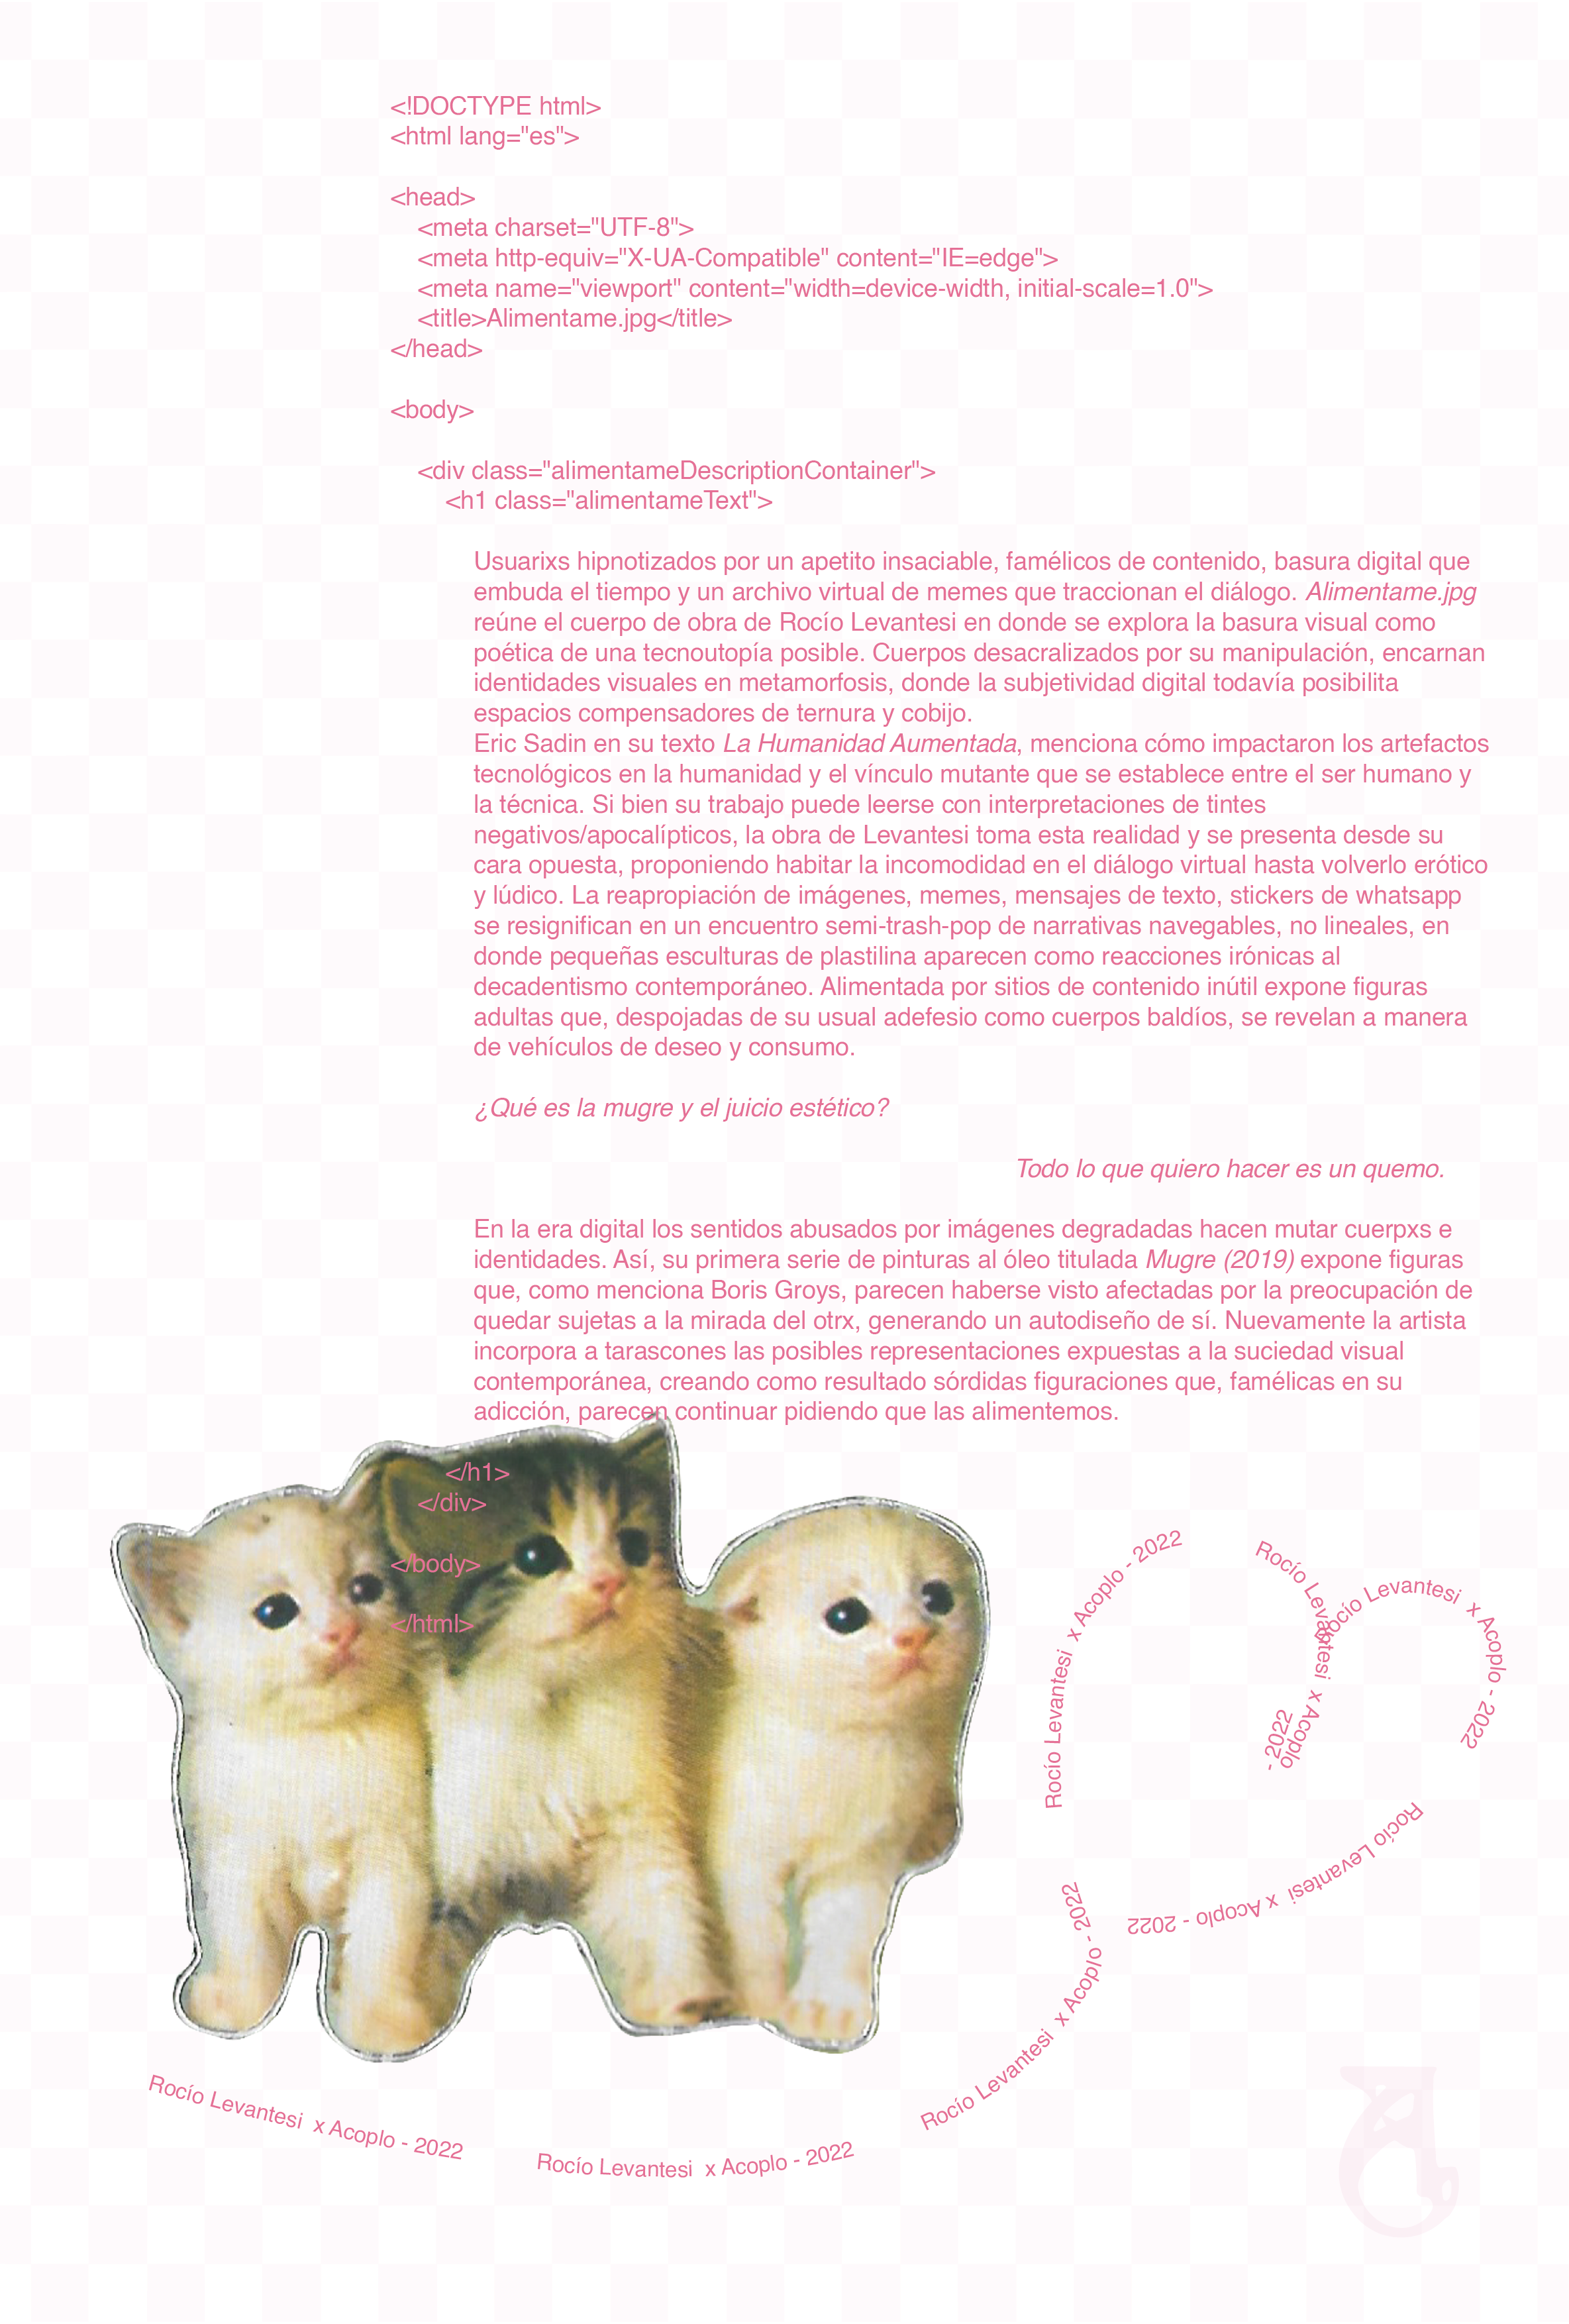 <!DOCTYPE html>
<html lang="es">
<head>
<meta charset="UTF-8">
<meta http-equiv="X-UA-Compatible" content="IE=edge">
<meta name="viewport" content="width=device-width, initial-scale=1.0">
<title>Alimentame.jpg</title>
</head>
<body>
<div class="alimentameDescriptionContainer">
<h1 class="alimentameText">
Usuarixs hipnotizados por un apetito insaciable, famélicos de contenido, basura digital que
embuda el tiempo y un archivo virtual de memes que traccionan el diálogo. Alimentame.jpg
reúne el cuerpo de obra de Rocío Levantesi en donde se explora la basura visual como
poética de una tecnoutopía posible. Cuerpos desacralizados por su manipulación, encarnan
identidades visuales en metamorfosis, donde la subjetividad digital todavía posibilita
espacios compensadores de ternura y cobijo.
Eric Sadin en su texto La Humanidad Aumentada, menciona cómo impactaron los artefactos
tecnológicos en la humanidad y el vínculo mutante que se establece entre el ser humano y
la técnica. Si bien su trabajo puede leerse con interpretaciones de tintes
negativos/apocalípticos, la obra de Levantesi toma esta realidad y se presenta desde su
cara opuesta, proponiendo habitar la incomodidad en el diálogo virtual hasta volverlo erótico
y lúdico. La reapropiación de imágenes, memes, mensajes de texto, stickers de whatsapp
se resignifican en un encuentro semi-trash-pop de narrativas navegables, no lineales, en
donde pequeñas esculturas de plastilina aparecen como reacciones irónicas al
decadentismo contemporáneo. Alimentada por sitios de contenido inútil expone figuras
adultas que, despojadas de su usual adefesio como cuerpos baldíos, se revelan a manera
de vehículos de deseo y consumo.
¿Qué es la mugre y el juicio estético?
Todo lo que quiero hacer es un quemo.
En la era digital los sentidos abusados por imágenes degradadas hacen mutar cuerpxs e
identidades. Así, su primera serie de pinturas al óleo titulada Mugre (2019) expone figuras
que, como menciona Boris Groys, parecen haberse visto afectadas por la preocupación de
quedar sujetas a la mirada del otrx, generando un autodiseño de sí. Nuevamente la artista
incorpora a tarascones las posibles representaciones expuestas a la suciedad visual
contemporánea, creando como resultado sórdidas figuraciones que, famélicas en su
adicción, parecen continuar pidiendo que las alimentemos.
</h1>
</div>
</body>
</html>
Rocío Levantesi x Acoplo - 2022
Rocío Levantesi x Acoplo - 2022
Rocío Levantesi x Acoplo - 2022
Rocío Levantesi x Acoplo - 2022
Rocío Levantesi x Acoplo - 2022
Rocío Levantesi x Acoplo - 2022
Rocío Levantesi x Acoplo - 2022